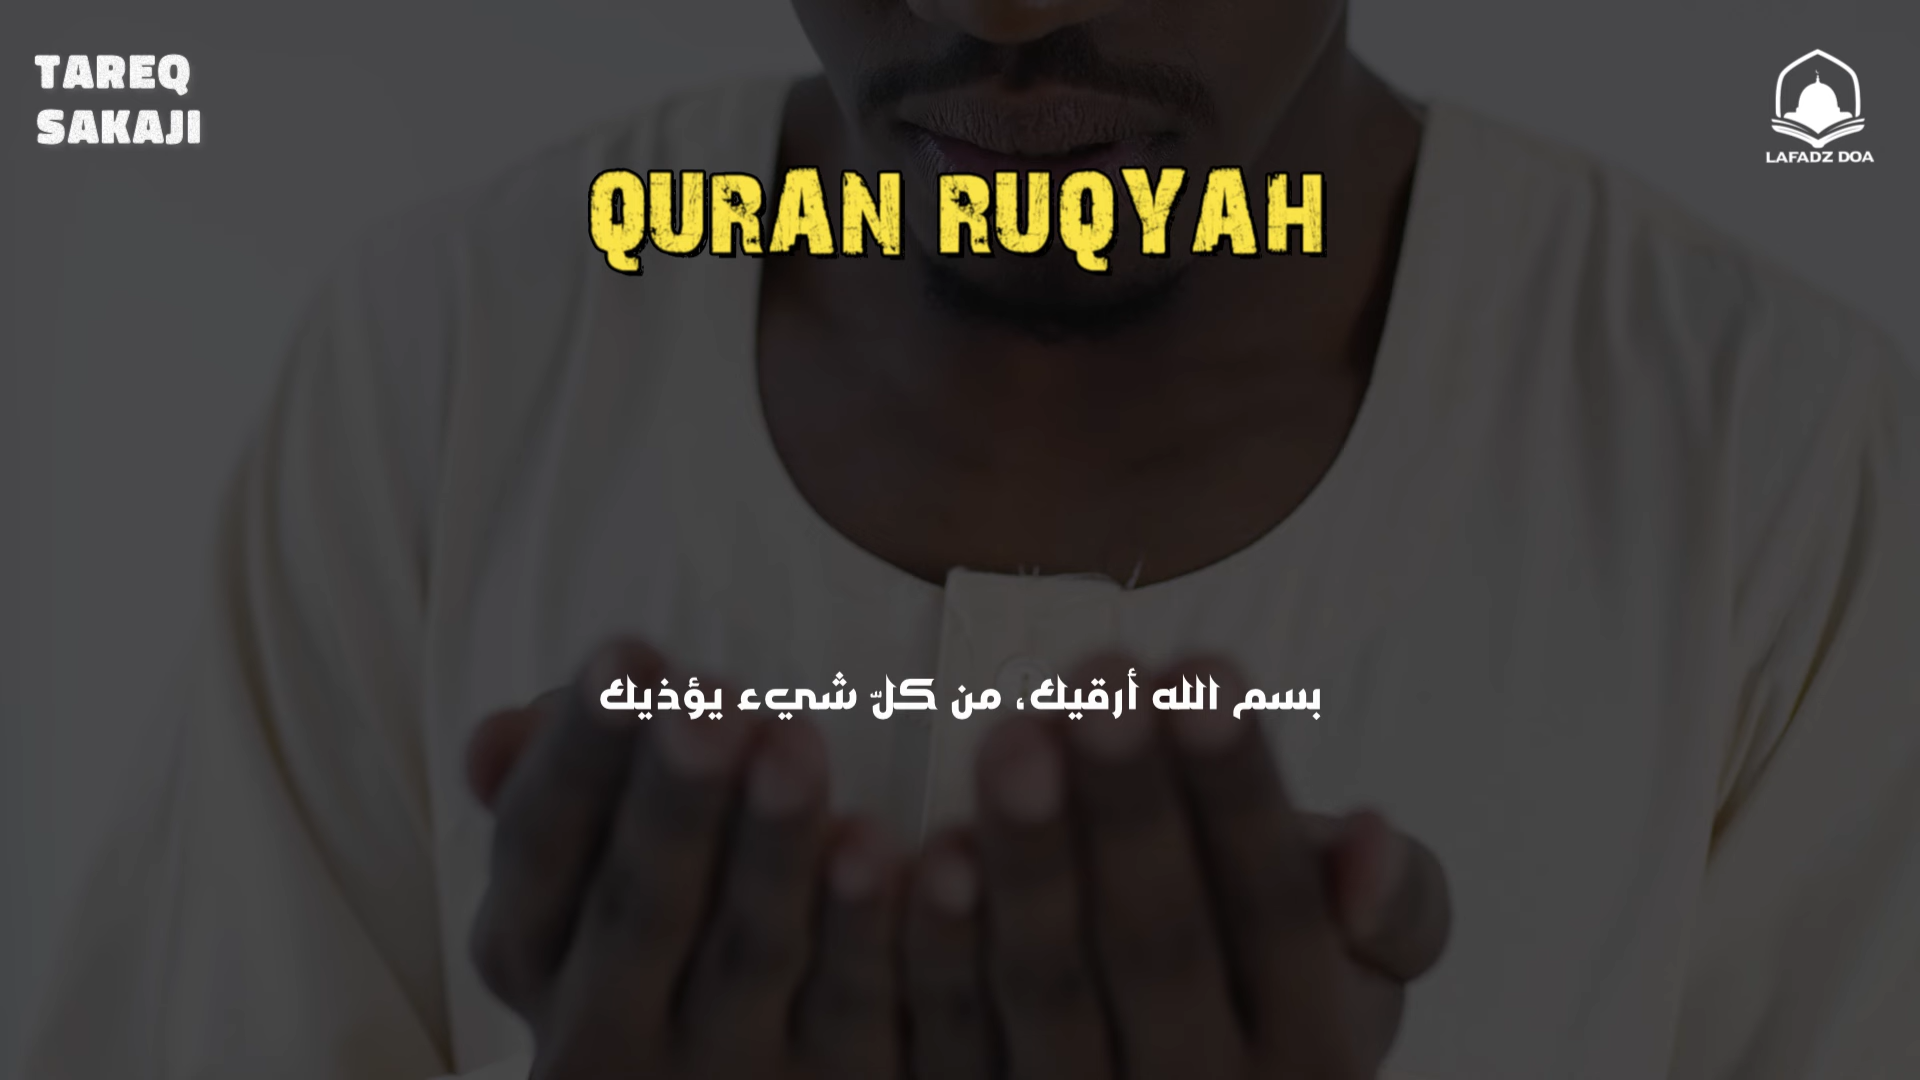 TAREQ
SAKAJI
LAFADZ DOA
QURAN RUQYAH
بسم الله أرقيك، من كلّ شيء يؤذيك